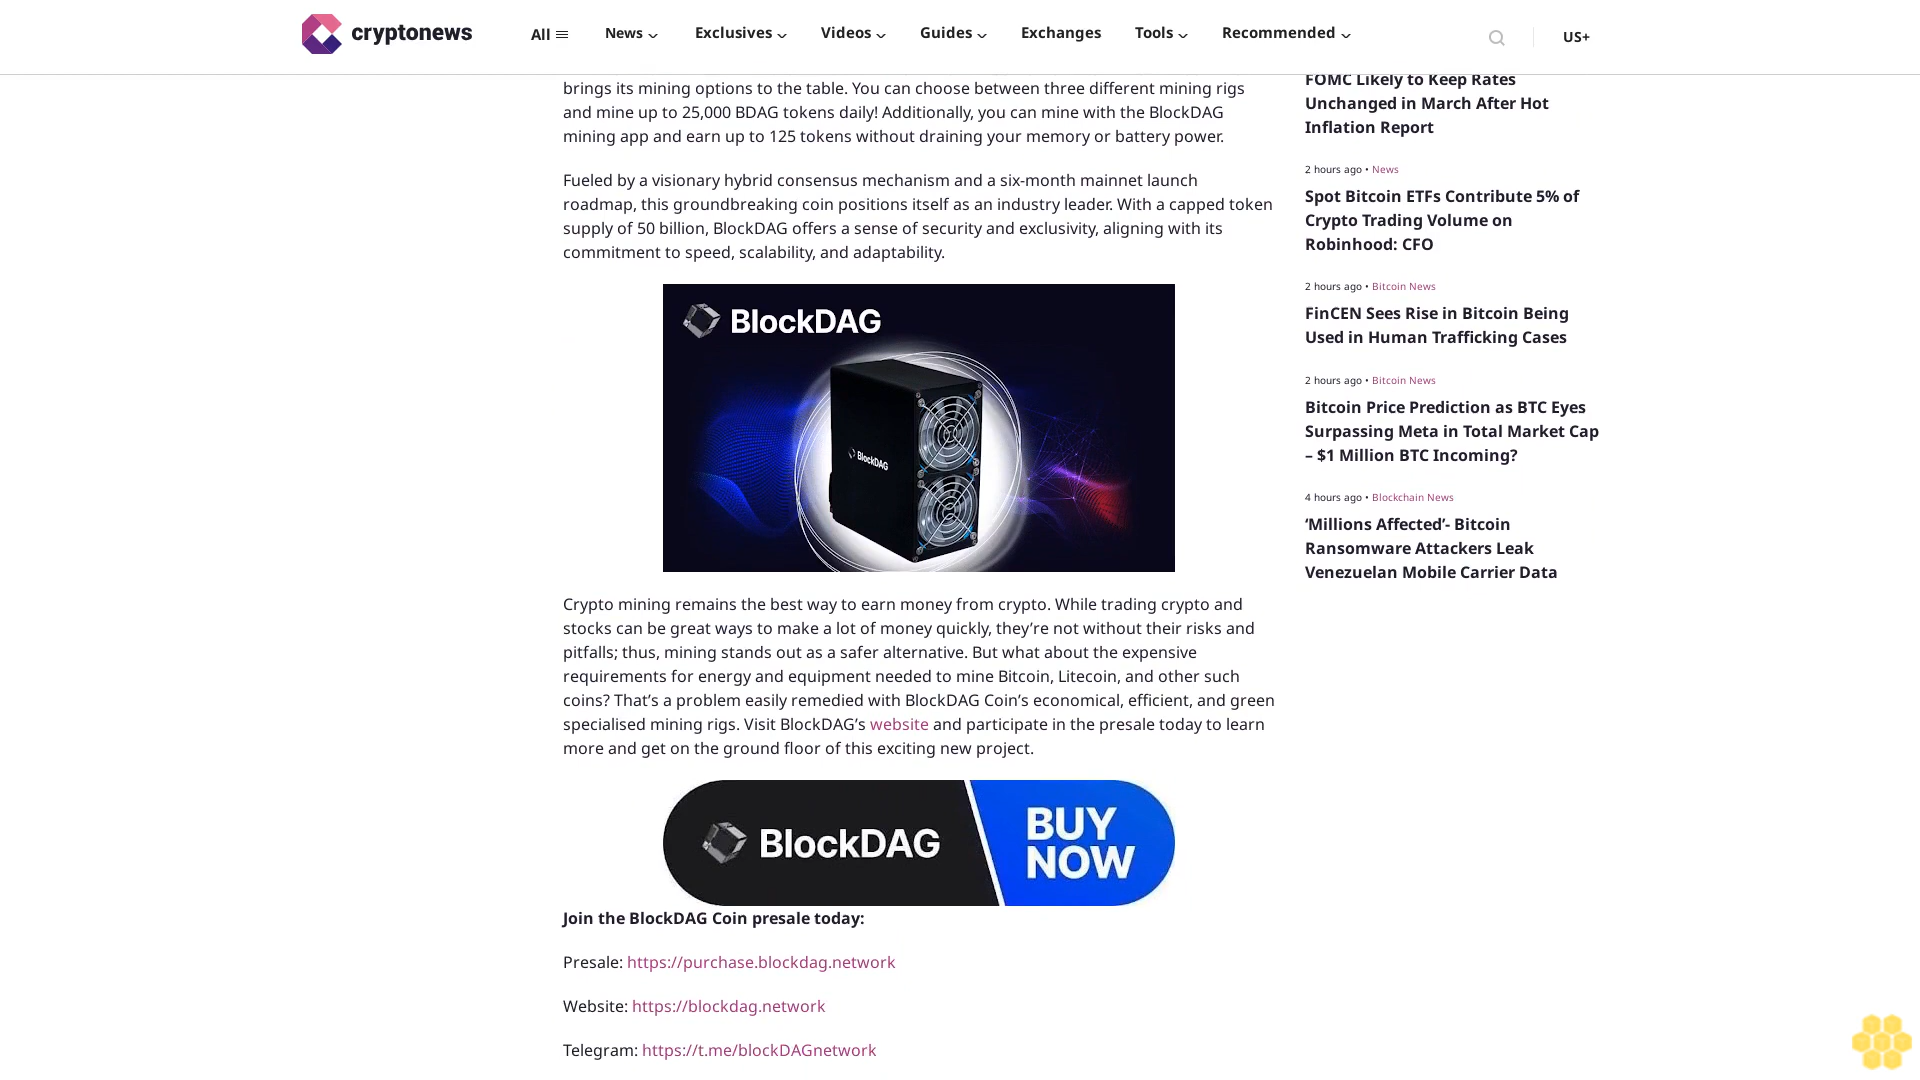 cryptonews
All
News
Exclusives
Videos
Guides
Exchanges
Tools
Recommended
US+
brings its mining options to the table. You can choose between three different mining rigs
and mine up to 25,000 BDAG tokens daily! Additionally, you can mine with the BlockDAG
mining app and earn up to 125 tokens without draining your memory or battery power.
Fueled by a visionary hybrid consensus mechanism and a six-month mainnet launch
roadmap, this groundbreaking coin positions itself as an industry leader. With a capped token
supply of 50 billion, BlockDAG offers a sense of security and exclusivity, aligning with its
commitment to speed, scalability, and adaptability.
BlockDAG
BlockDAG
Crypto mining remains the best way to earn money from crypto. While trading crypto and
stocks can be great ways to make a lot of money quickly, they’re not without their risks and
pitfalls; thus, mining stands out as a safer alternative. But what about the expensive
requirements for energy and equipment needed to mine Bitcoin, Litecoin, and other such
coins? That’s a problem easily remedied with BlockDAG Coin’s economical, efficient, and green
specialised mining rigs. Visit BlockDAG’s website and participate in the presale today to learn
more and get on the ground floor of this exciting new project.
BlockDAG
BUY
NOW
Join the BlockDAG Coin presale today:
Presale: https://purchase.blockdag.network
Website: https://blockdag.network
Telegram: https://t.me/blockDAGnetwork
FOMC Likely to Keep Rates
Unchanged in March After Hot
Inflation Report
2 hours ago • News
Spot Bitcoin ETFs Contribute 5% of
Crypto Trading Volume on
Robinhood: CFO
2 hours ago • Bitcoin News
FinCEN Sees Rise in Bitcoin Being
Used in Human Trafficking Cases
2 hours ago • Bitcoin News
Bitcoin Price Prediction as BTC Eyes
Surpassing Meta in Total Market Cap
– $1 Million BTC Incoming?
4 hours ago • Blockchain News
‘Millions Affected’- Bitcoin
Ransomware Attackers Leak
Venezuelan Mobile Carrier Data